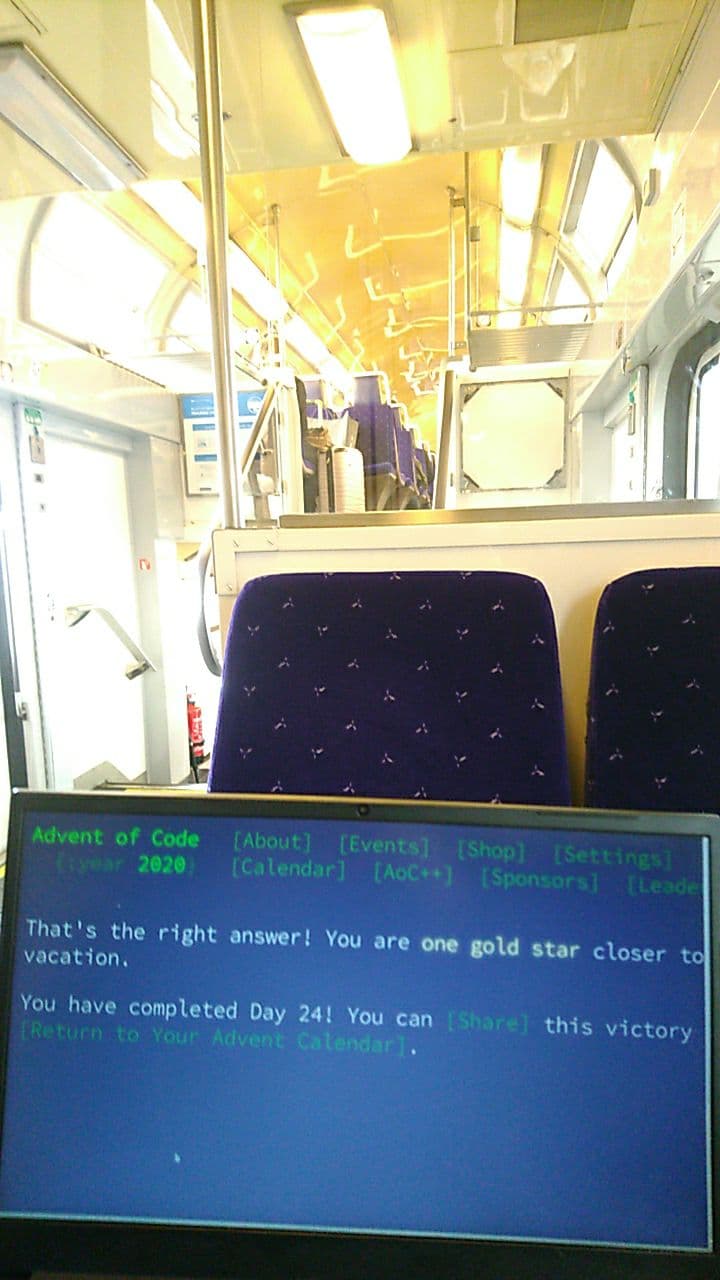 Advent of Code [About] [Events] [Shop] [Settings]
{:year 2020} [Calendar] [AoC++] [Sponsors] [Leade
That's the right answer! You are one gold star closer to
vacation.
You have completed Day 24! You can [Share] this victory
[Return to Your Advent Calendar].